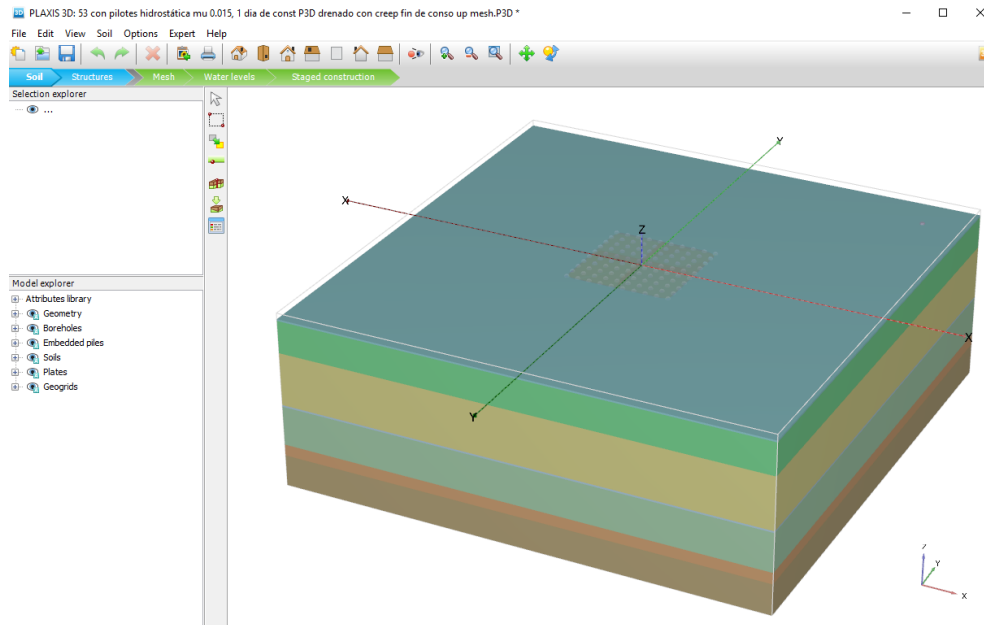 PLAXIS 3D: 53 con pilotes hidrostática mu 0.015, 1 dia de const P3D drenado con creep fin de conso up mesh.P3D *
File Edit View Soil Options Expert Help
Soil Structures Mesh Water levels Staged construction
Selection explorer
...
Model explorer
Attributes library
Geometry
Boreholes
Embedded piles
Soils
Plates
Geogrids
Y
X
Z
X
Y
Z
Y
X